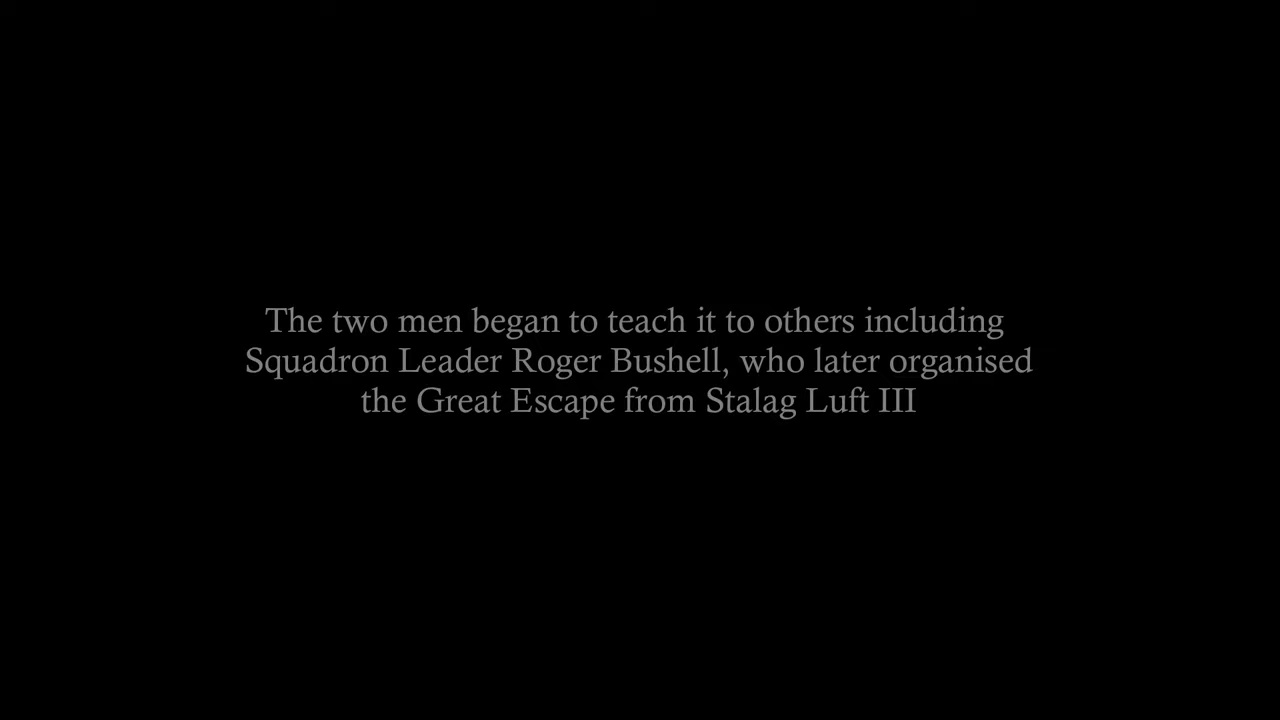 The two men began to teach it to others including
Squadron Leader Roger Bushell, who later organised
the Great Escape from Stalag Luft III